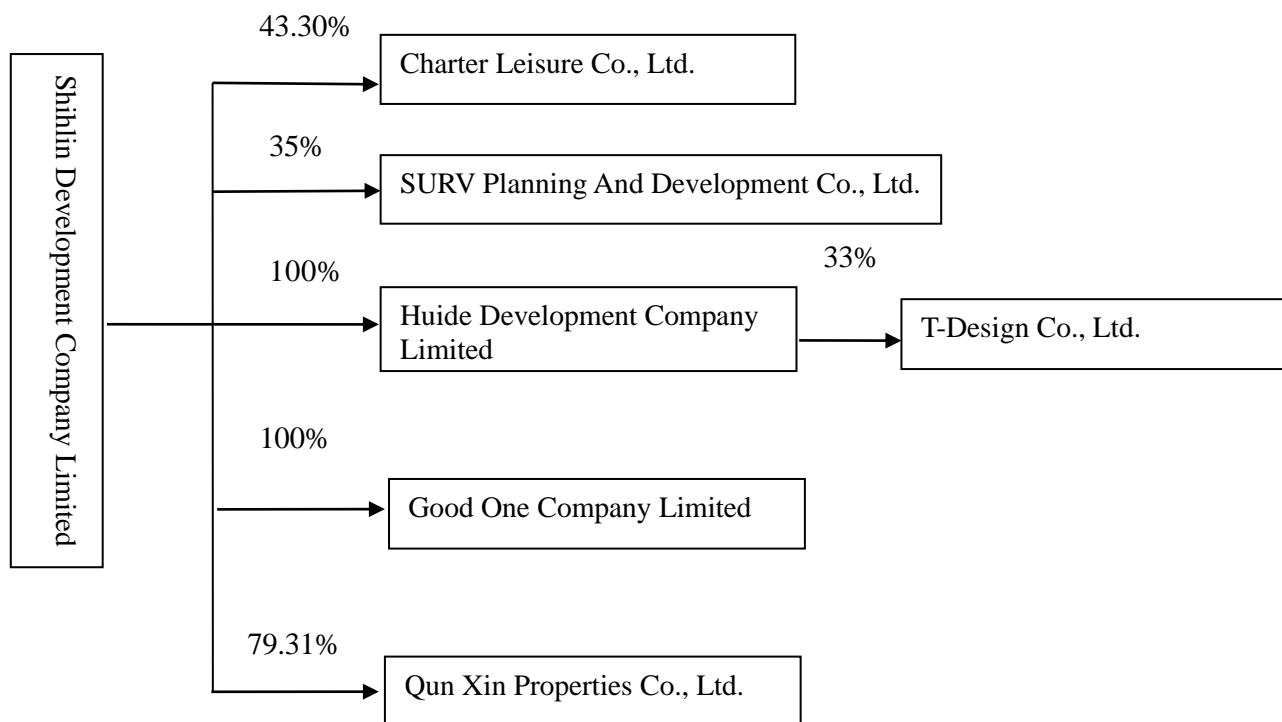 Shihlin Development Company Limited
43.30%
Charter Leisure Co., Ltd.
35%
SURV Planning And Development Co., Ltd.
100%
Huide Development Company
Limited
33%
T-Design Co., Ltd.
100%
Good One Company Limited
79.31%
Qun Xin Properties Co., Ltd.